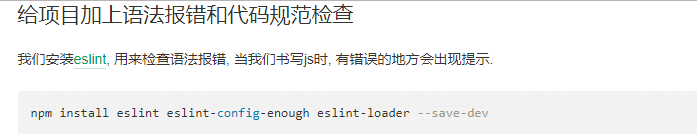 给项目加上语法报错和代码规范检查
我们安装eslint, 用来检查语法报错, 当我们书写js时, 有错误的地方会出现提示.
npm install eslint eslint-config-enough eslint-loader --save-dev